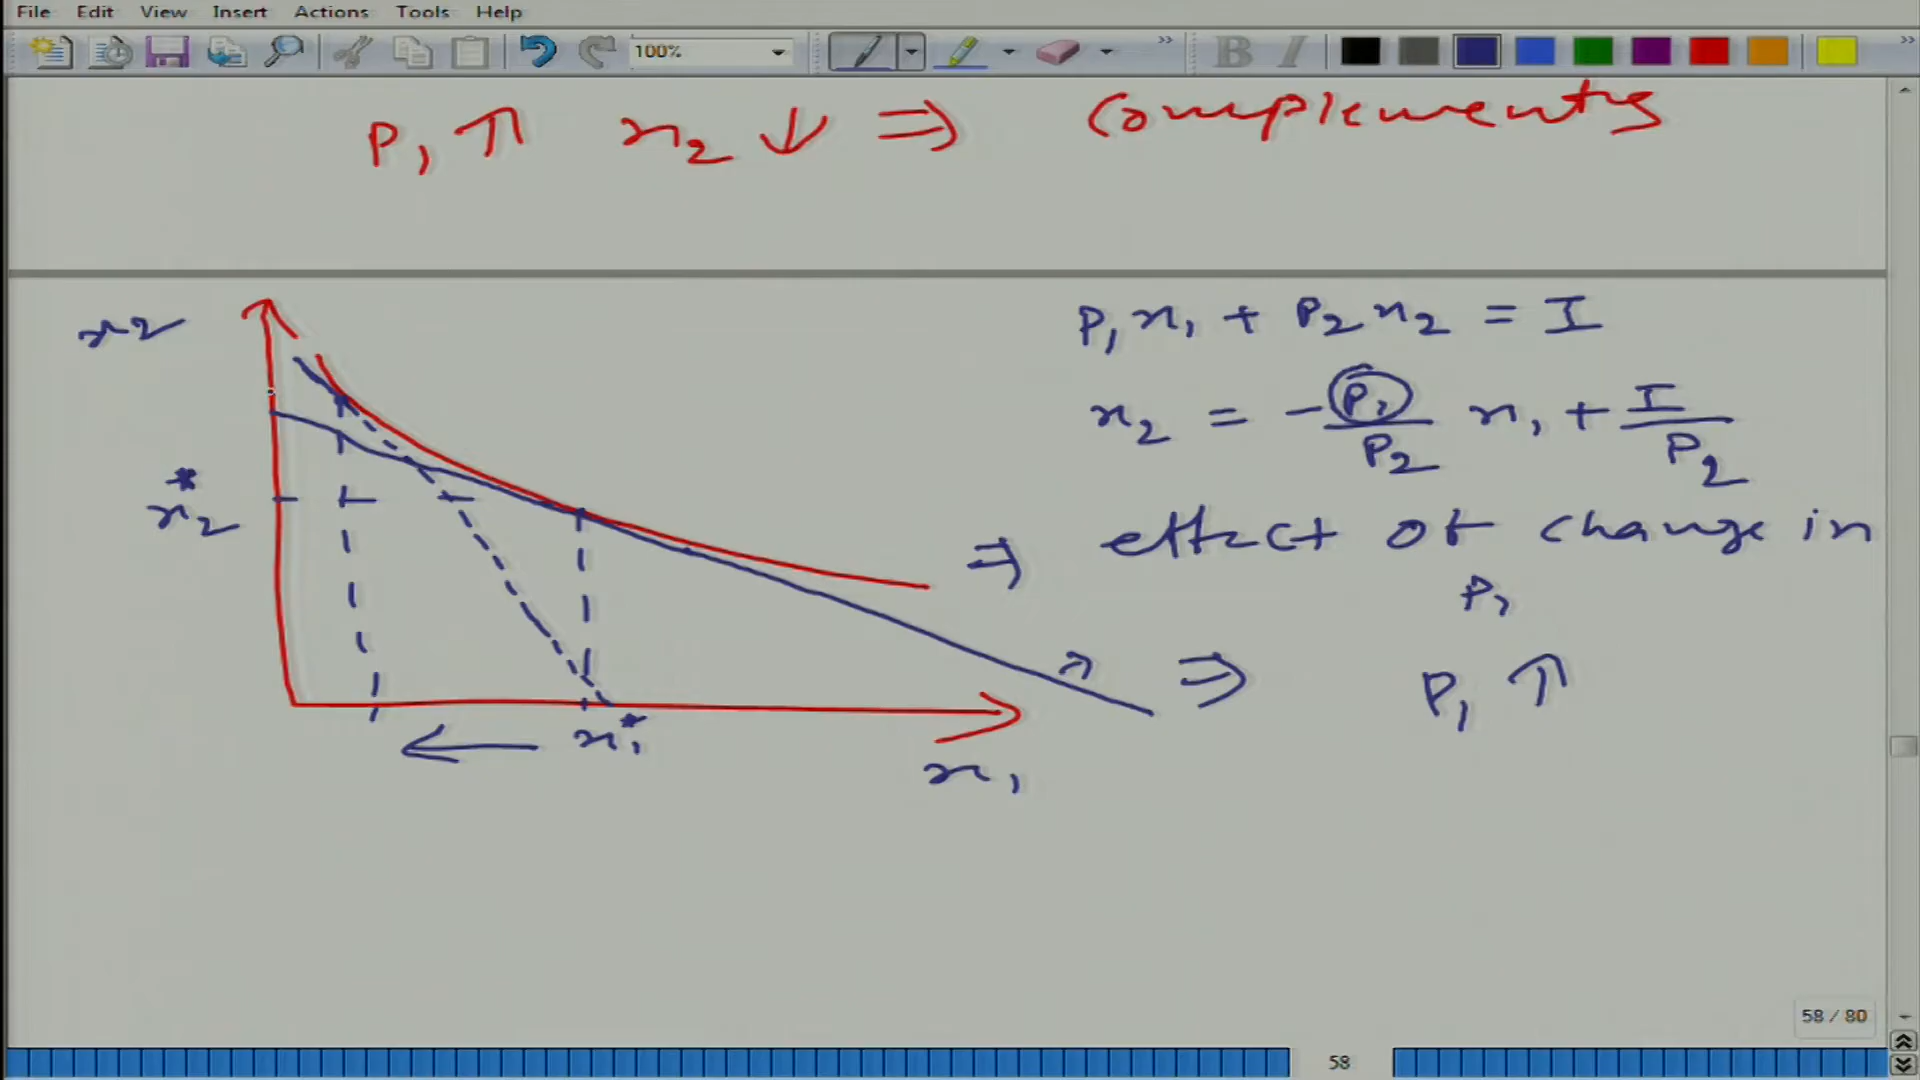 File Edit View Insert Actions Tools Help
100%
P₁ ↑ x₂ ↓ ⇒ Complements
x₂
P₁x₁ + P₂x₂ = I
x₂ = -P₁/P₂ x₁ + I/P₂
x₂*
⇒ effect of change in
P₁
⇒ P₁ ↑
x₁*
x₁
58 / 80
58